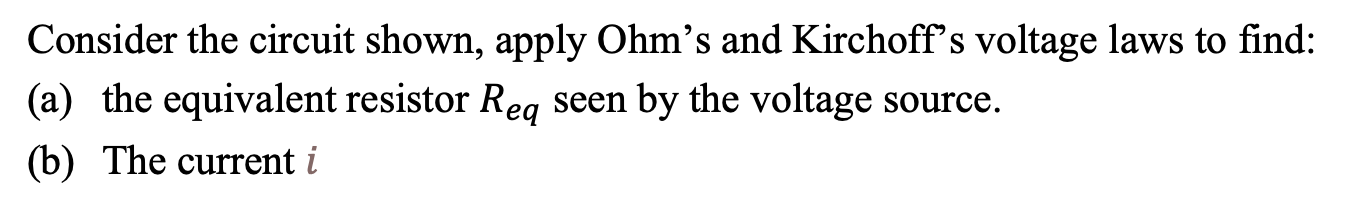 Consider the circuit shown, apply Ohm’s and Kirchoff’s voltage laws to find:
(a) the equivalent resistor R_eq seen by the voltage source.
(b) The current i